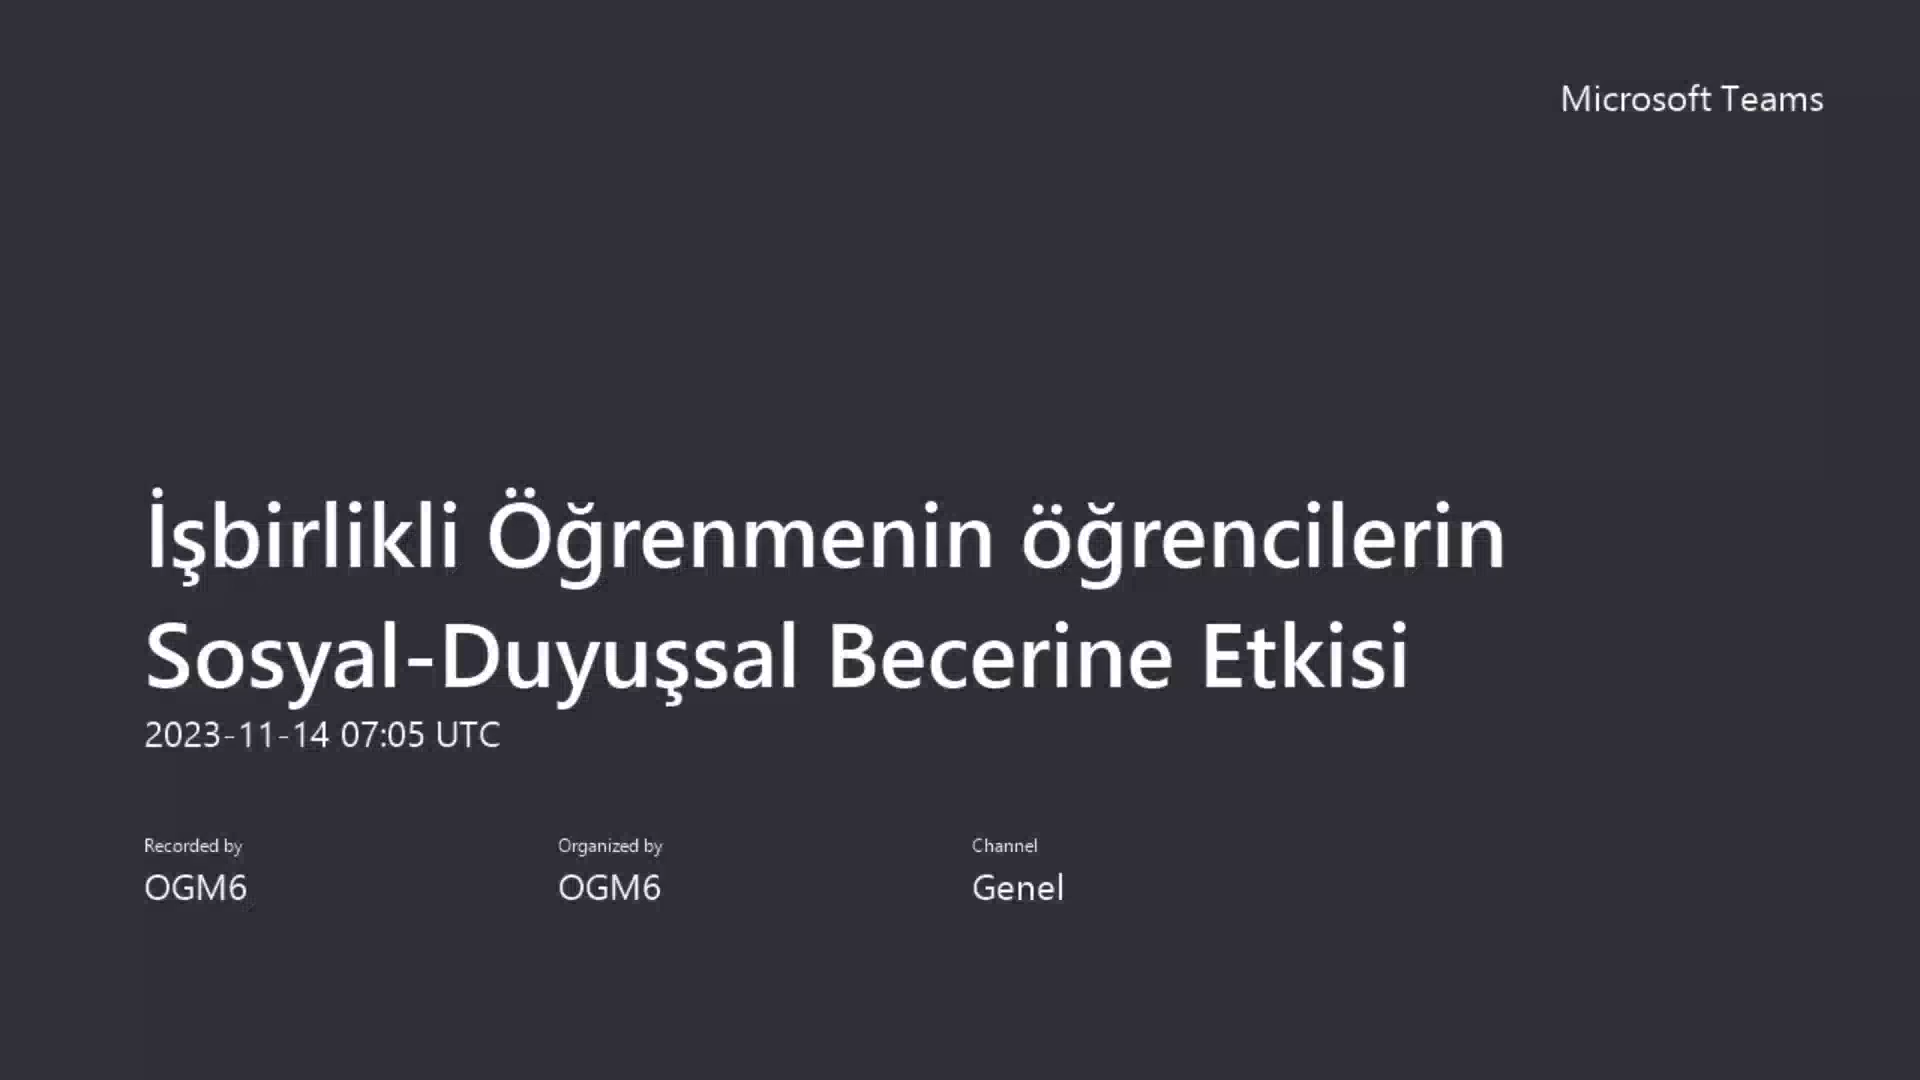 Microsoft Teams
İşbirlikli Öğrenmenin öğrencilerin
Sosyal-Duyuşsal Becerine Etkisi
2023-11-14 07:05 UTC
Recorded by
OGM6
Organized by
OGM6
Channel
Genel